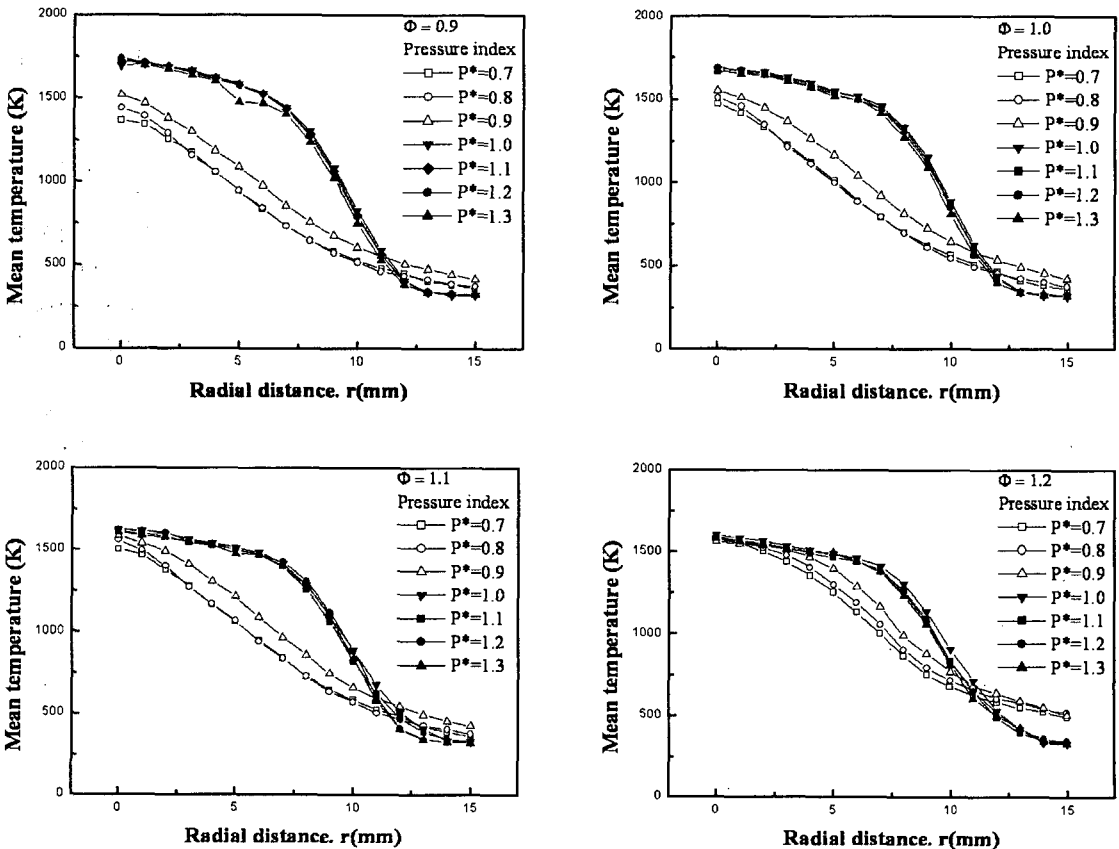 Φ = 0.9
Pressure index
P*=0.7
P*=0.8
P*=0.9
P*=1.0
P*=1.1
P*=1.2
P*=1.3
2000
1500
1000
500
0
Mean temperature (K)
0 5 10 15
Radial distance. r(mm)
Φ = 1.0
Pressure index
P*=0.7
P*=0.8
P*=0.9
P*=1.0
P*=1.1
P*=1.2
P*=1.3
2000
1500
1000
500
0
Mean temperature (K)
0 5 10 15
Radial distance. r(mm)
Φ = 1.1
Pressure index
P*=0.7
P*=0.8
P*=0.9
P*=1.0
P*=1.1
P*=1.2
P*=1.3
2000
1500
1000
500
0
Mean temperature (K)
0 5 10 15
Radial distance. r(mm)
Φ = 1.2
Pressure index
P*=0.7
P*=0.8
P*=0.9
P*=1.0
P*=1.1
P*=1.2
P*=1.3
2000
1500
1000
500
0
Mean temperature (K)
0 5 10 15
Radial distance. r(mm)